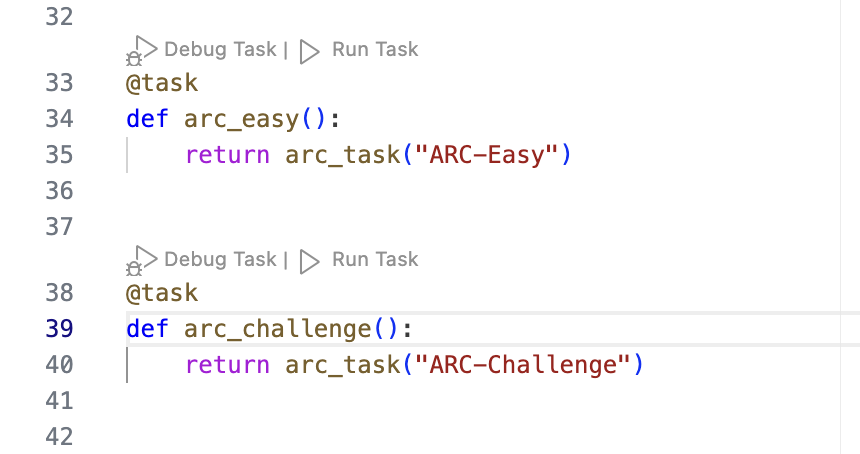 32
Debug Task | Run Task
33 @task
34 def arc_easy():
35     return arc_task("ARC-Easy")
36
37
Debug Task | Run Task
38 @task
39 def arc_challenge():
40     return arc_task("ARC-Challenge")
41
42